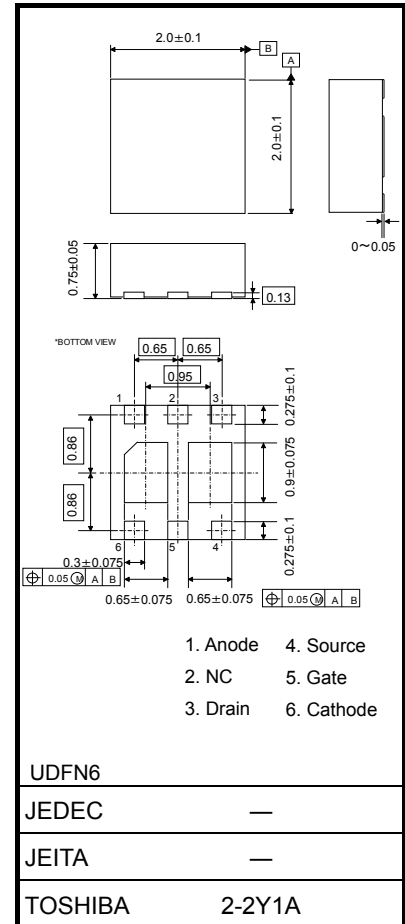 2.0±0.1
B
A
2.0±0.1
0~0.05
0.75±0.05
0.13
*BOTTOM VIEW
0.65 0.65
0.95
1 2 3
0.275±0.1
0.86
0.9±0.075
0.86
0.275±0.1
6 5 4
0.3±0.075
⌖ 0.05 Ⓜ A B
0.65±0.075 0.65±0.075 ⌖ 0.05 Ⓜ A B
1. Anode 4. Source
2. NC 5. Gate
3. Drain 6. Cathode
UDFN6
JEDEC —
JEITA —
TOSHIBA 2-2Y1A